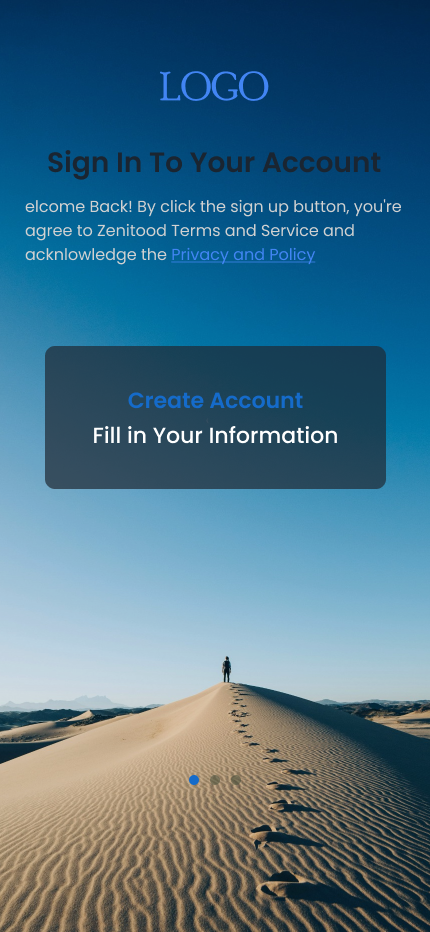 LOGO
Sign In To Your Account
elcome Back! By click the sign up button, you're
agree to Zenitood Terms and Service and
acknlowledge the Privacy and Policy
Create Account
Fill in Your Information